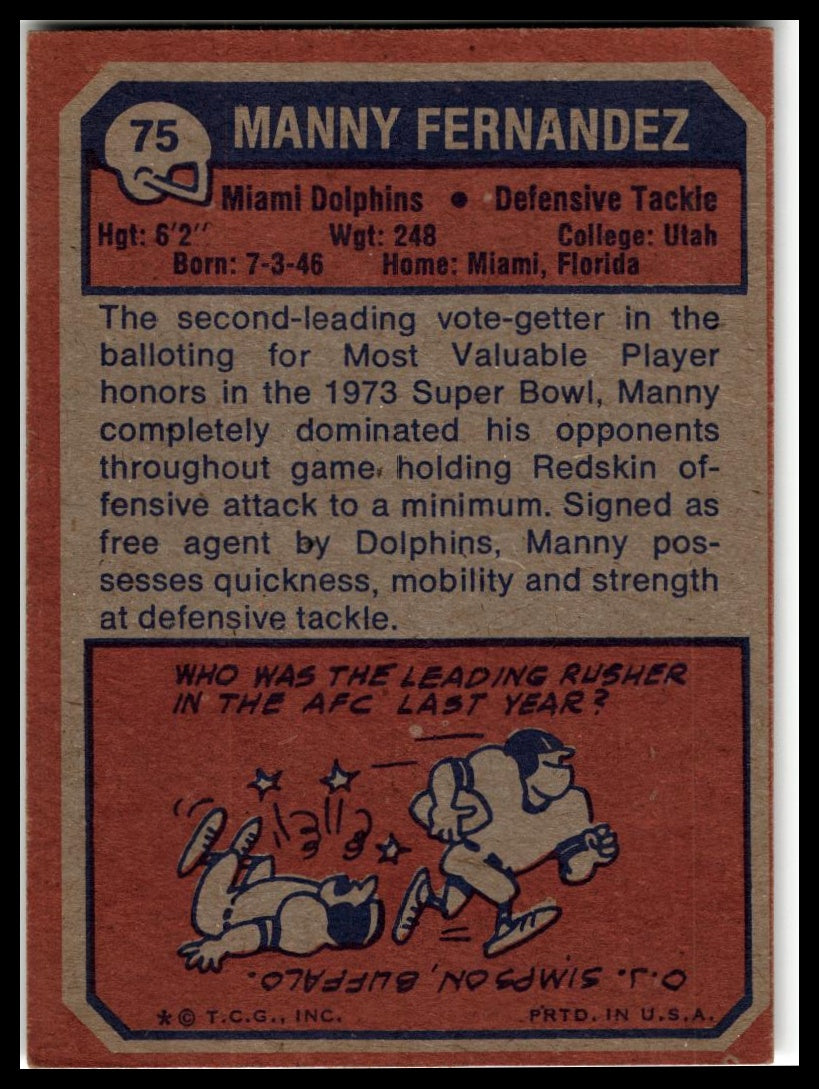 75
MANNY FERNANDEZ
Miami Dolphins • Defensive Tackle
Hgt: 6'2" Wgt: 248 College: Utah
Born: 7-3-46 Home: Miami, Florida
The second-leading vote-getter in the
balloting for Most Valuable Player
honors in the 1973 Super Bowl, Manny
completely dominated his opponents
throughout game holding Redskin of-
fensive attack to a minimum. Signed as
free agent by Dolphins, Manny pos-
sesses quickness, mobility and strength
at defensive tackle.
WHO WAS THE LEADING RUSHER
IN THE AFC LAST YEAR?
O.J. SIMPSON, BUFFALO.
* © T.C.G., INC. PRTD. IN U.S.A.